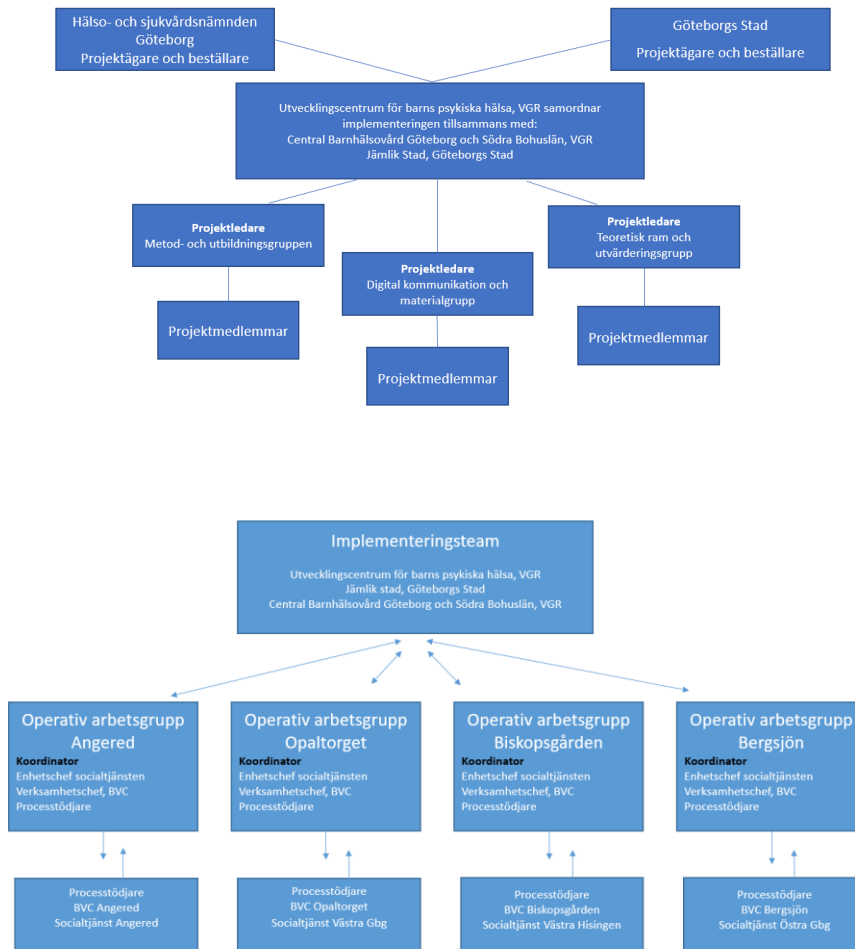 Hälso- och sjukvårdsnämnden
Göteborg
Projektägare och beställare
Göteborgs Stad
Projektägare och beställare
Utvecklingscentrum för barns psykiska hälsa, VGR samordnar
implementeringen tillsammans med:
Central Barnhälsovård Göteborg och Södra Bohuslän, VGR
Jämlik Stad, Göteborgs Stad
Projektledare
Metod- och utbildningsgruppen
Projektledare
Digital kommunikation och
materialgrupp
Projektledare
Teoretisk ram och
utvärderingsgrupp
Projektmedlemmar
Projektmedlemmar
Projektmedlemmar
Implementeringsteam
Utvecklingscentrum för barns psykiska hälsa, VGR
Jämlik stad, Göteborgs Stad
Central Barnhälsovård Göteborg och Södra Bohuslän, VGR
Operativ arbetsgrupp
Angered
Koordinator
Enhetschef socialtjänsten
Verksamhetschef, BVC
Processtödjare
Operativ arbetsgrupp
Opaltorget
Koordinator
Enhetschef socialtjänsten
Verksamhetschef, BVC
Processtödjare
Operativ arbetsgrupp
Biskopsgården
Koordinator
Enhetschef socialtjänsten
Verksamhetschef, BVC
Processtödjare
Operativ arbetsgrupp
Bergsjön
Koordinator
Enhetschef socialtjänsten
Verksamhetschef, BVC
Processtödjare
Processtödjare
BVC Angered
Socialtjänst Angered
Processtödjare
BVC Opaltorget
Socialtjänst Västra Gbg
Processtödjare
BVC Biskopsgården
Socialtjänst Västra Hisingen
Processtödjare
BVC Bergsjön
Socialtjänst Östra Gbg